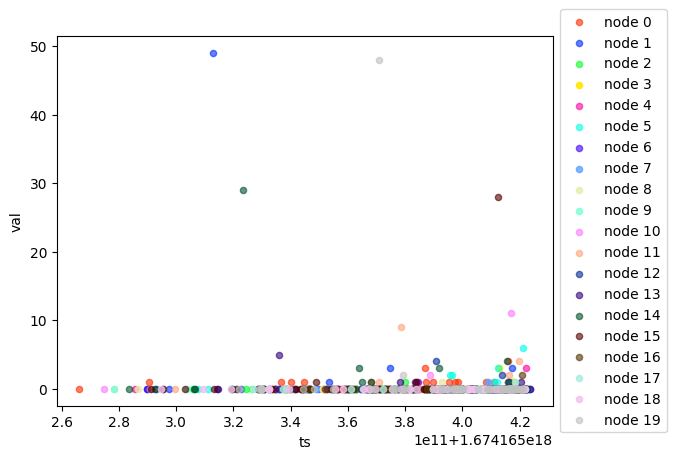 50
40
30
20
10
0
val
2.6
2.8
3.0
3.2
3.4
3.6
3.8
4.0
4.2
ts
1e11+1.674165e18
node 0
node 1
node 2
node 3
node 4
node 5
node 6
node 7
node 8
node 9
node 10
node 11
node 12
node 13
node 14
node 15
node 16
node 17
node 18
node 19